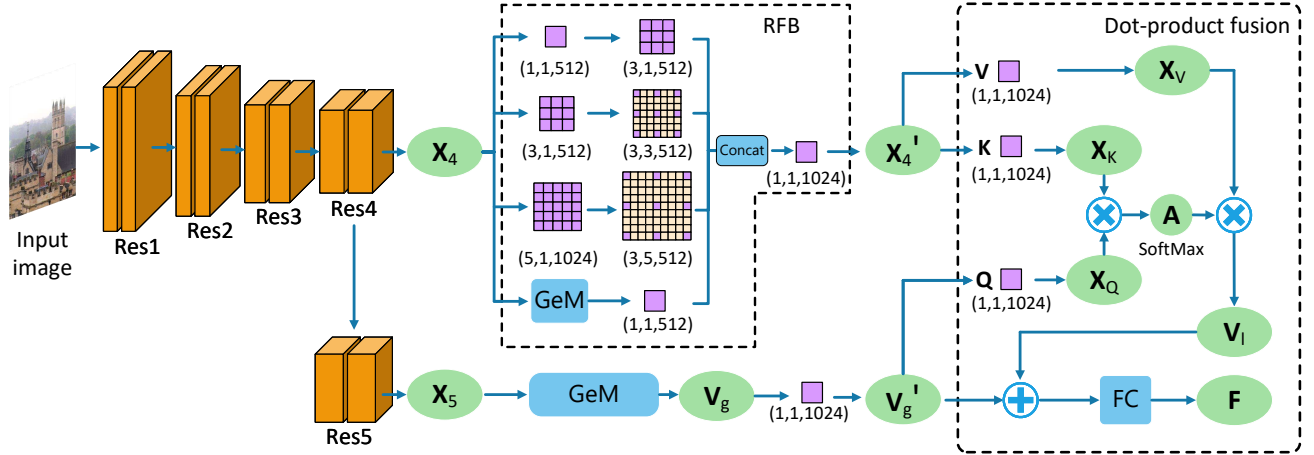 RFB
Dot-product fusion
(1,1,512)
(3,1,512)
V
(1,1,1024)
X_V
X_4
(3,1,512)
(3,3,512)
Concat
(1,1,1024)
X_4'
K
(1,1,1024)
X_K
Input
image
Res1
Res2
Res3
Res4
(5,1,1024)
(3,5,512)
A
SoftMax
Q
(1,1,1024)
X_Q
GeM
(1,1,512)
V_l
Res5
X_5
GeM
V_g
(1,1,1024)
V_g'
FC
F